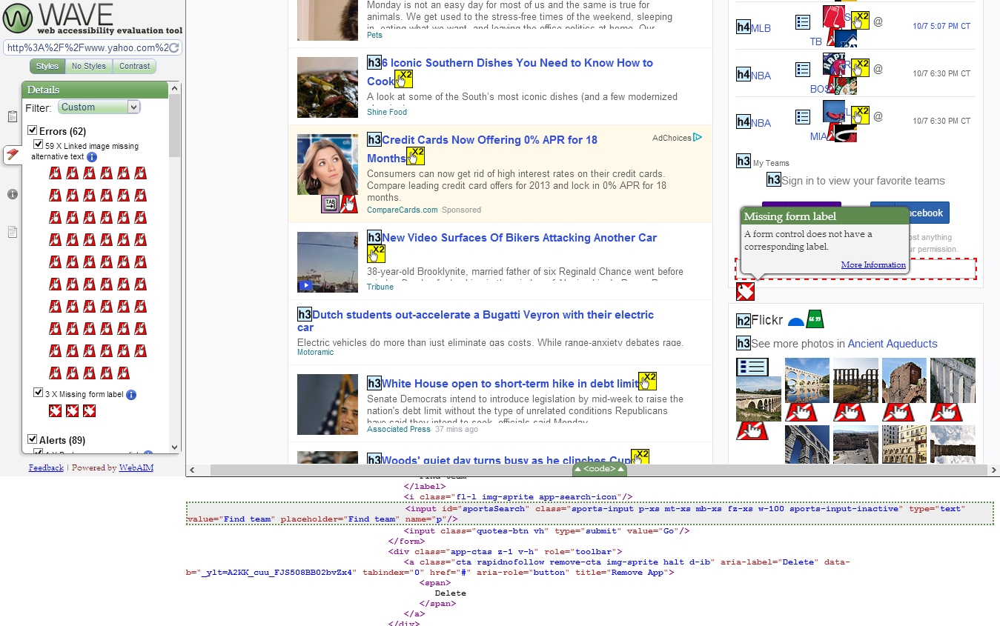 WAVE
web accessibility evaluation tool
http%3A%2F%2Fwww.yahoo.com%2
Styles
No Styles
Contrast
Details
Filter:
Custom
Errors (62)
59 X Linked image missing
alternative text
3 X Missing form label
Alerts (89)
Feedback | Powered by WebAIM
Monday is not an easy day for most of us and the same is true for
animals. We get used to the stress-free times of the weekend, sleeping
in, eating what we want, and leaving the office politics at home. Our
Pets
h3 6 Iconic Southern Dishes You Need to Know How to
Cook X2
A look at some of the South's most iconic dishes (and a few modernized
Shine Food
h3 Credit Cards Now Offering 0% APR for 18
Months X2
AdChoices
Consumers can now get rid of high interest rates on their credit cards.
Compare leading credit card offers for 2013 and lock in 0% APR for 18
months.
TAB
CompareCards.com Sponsored
h3 New Video Surfaces Of Bikers Attacking Another Car
X2
38-year-old Brooklynite, married father of six Reginald Chance went before
Tribune
h3 Dutch students out-accelerate a Bugatti Veyron with their electric
car
Electric vehicles do more than just eliminate gas costs. While range-anxiety debates rage,
Motoramic
h3 White House open to short-term hike in debt limit X2
Senate Democrats intend to introduce legislation by mid-week to raise the
nation's debt limit without the type of unrelated conditions Republicans
have said they intend to seek, officials said Monday.
Associated Press 37 mins ago
h3 Woods' quiet day turns busy as he clinches Cup X2
h4 MLB
X2 @
10/7 5:07 PM CT
TB
h4 NBA
X2 @
10/7 6:30 PM CT
BOS
h4 NBA
X2 @
10/7 6:30 PM CT
MIA
h3 My Teams
h3 Sign in to view your favorite teams
acebook
Missing form label
A form control does not have a
corresponding label.
More Information
ost anything
ur permission.
h2 Flickr
h3 See more photos in Ancient Aqueducts
<code>
Find team
</label>
<i class="fl-l img-sprite app-search-icon"/>
<input id="sportsSearch" class="sports-input p-xs mt-xs mb-xs fz-xs w-100 sports-input-inactive" type="text"
value="Find team" placeholder="Find team" name="p"/>
<input class="quotes-btn vh" type="submit" value="Go"/>
</form>
<div class="app-ctas z-1 v-h" role="toolbar">
<a class="cta rapidnofollow remove-cta img-sprite halt d-ib" aria-label="Delete" data-
b="_ylt=A2KK_cuu_FJS508BB02bvZx4" tabindex="0" href="#" aria-role="button" title="Remove App">
<span>
Delete
</span>
</a>
</div>